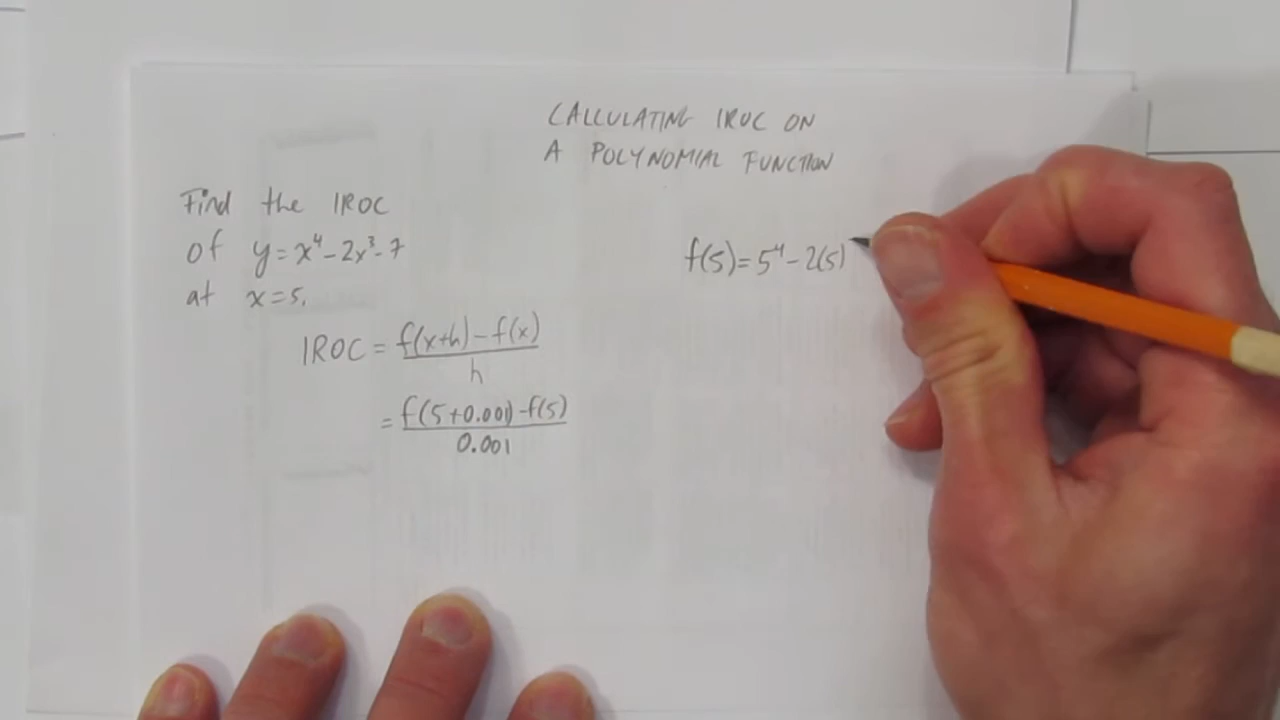 CALCULATING IROC ON
A POLYNOMIAL FUNCTION
Find the IROC
of y=x⁴-2x³-7
at x=5.
IROC = f(x+h)-f(x)
h
= f(5+0.001)-f(5)
0.001
f(5)=5⁴-2(5)